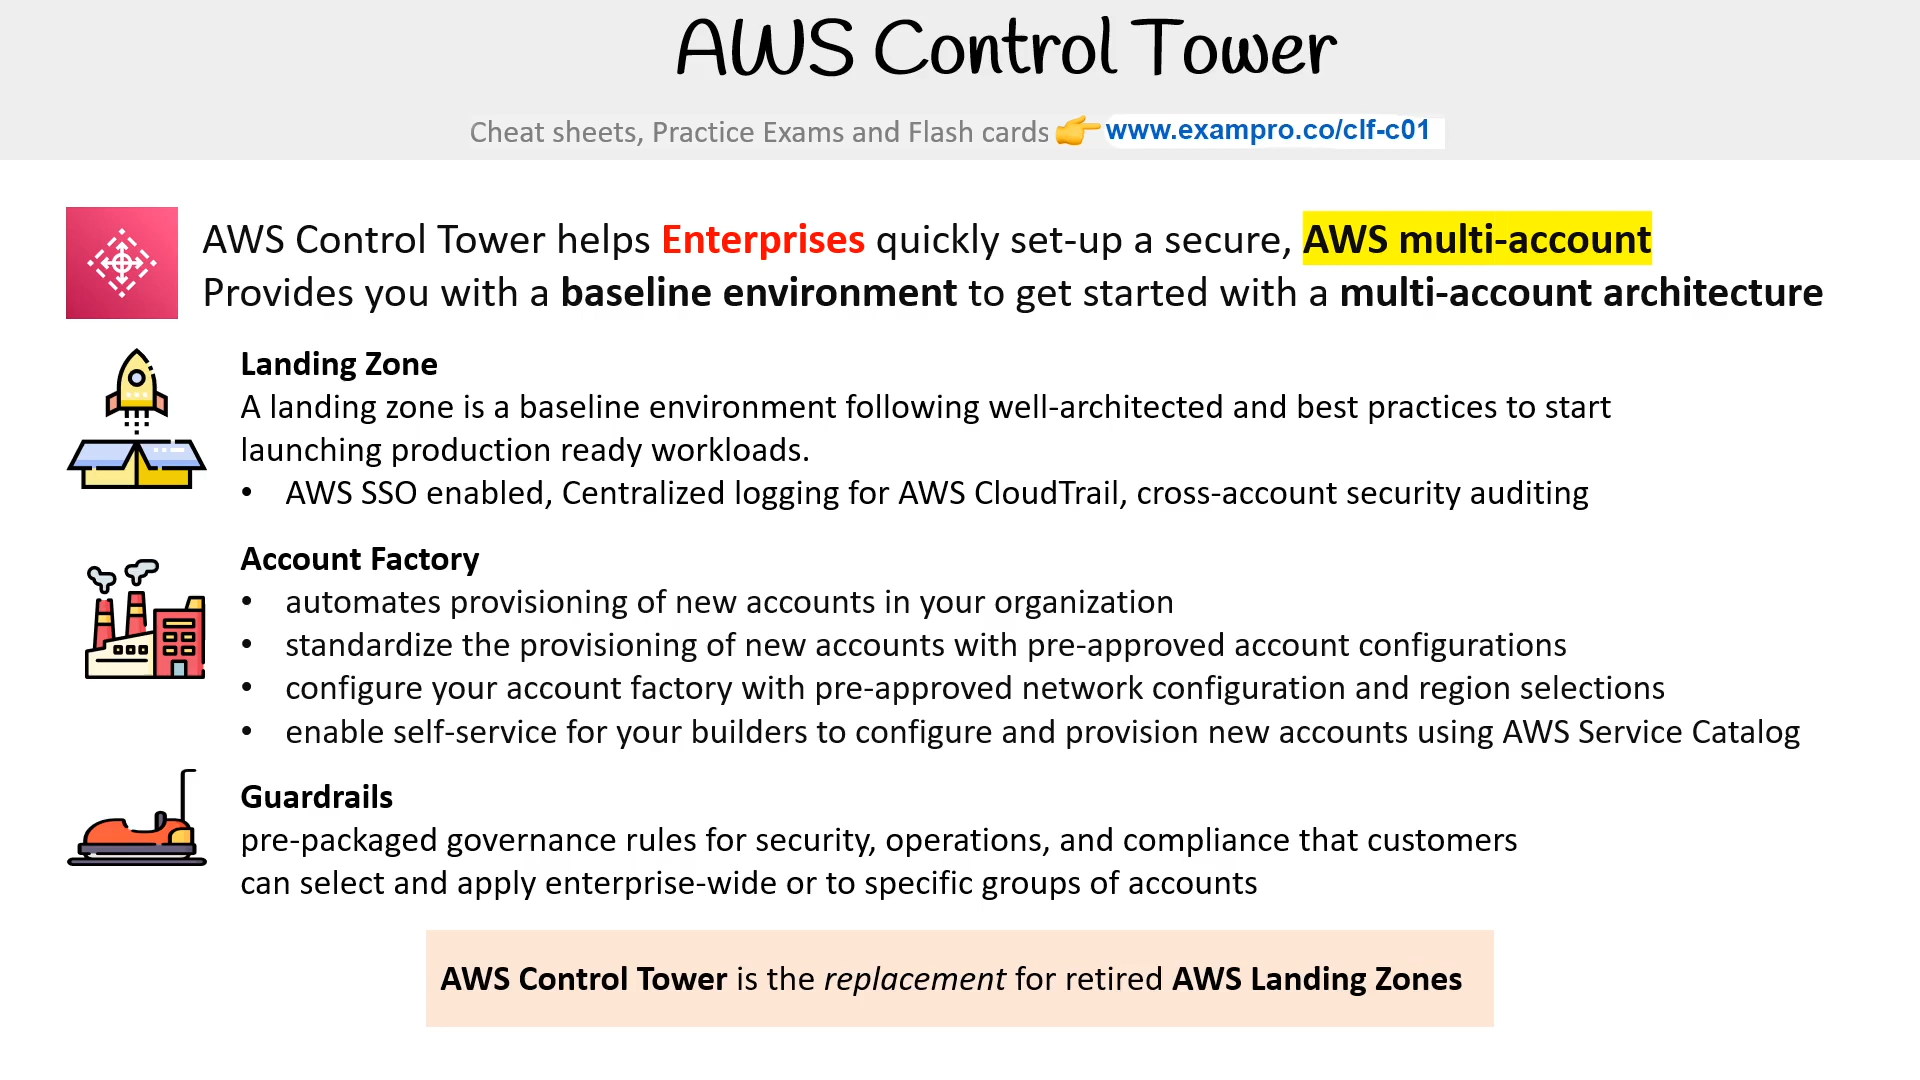 AWS Control Tower
Cheat sheets, Practice Exams and Flash cards 👉 www.exampro.co/clf-c01
AWS Control Tower helps Enterprises quickly set-up a secure, AWS multi-account
Provides you with a baseline environment to get started with a multi-account architecture
Landing Zone
A landing zone is a baseline environment following well-architected and best practices to start
launching production ready workloads.
• AWS SSO enabled, Centralized logging for AWS CloudTrail, cross-account security auditing
Account Factory
• automates provisioning of new accounts in your organization
• standardize the provisioning of new accounts with pre-approved account configurations
• configure your account factory with pre-approved network configuration and region selections
• enable self-service for your builders to configure and provision new accounts using AWS Service Catalog
Guardrails
pre-packaged governance rules for security, operations, and compliance that customers
can select and apply enterprise-wide or to specific groups of accounts
AWS Control Tower is the replacement for retired AWS Landing Zones